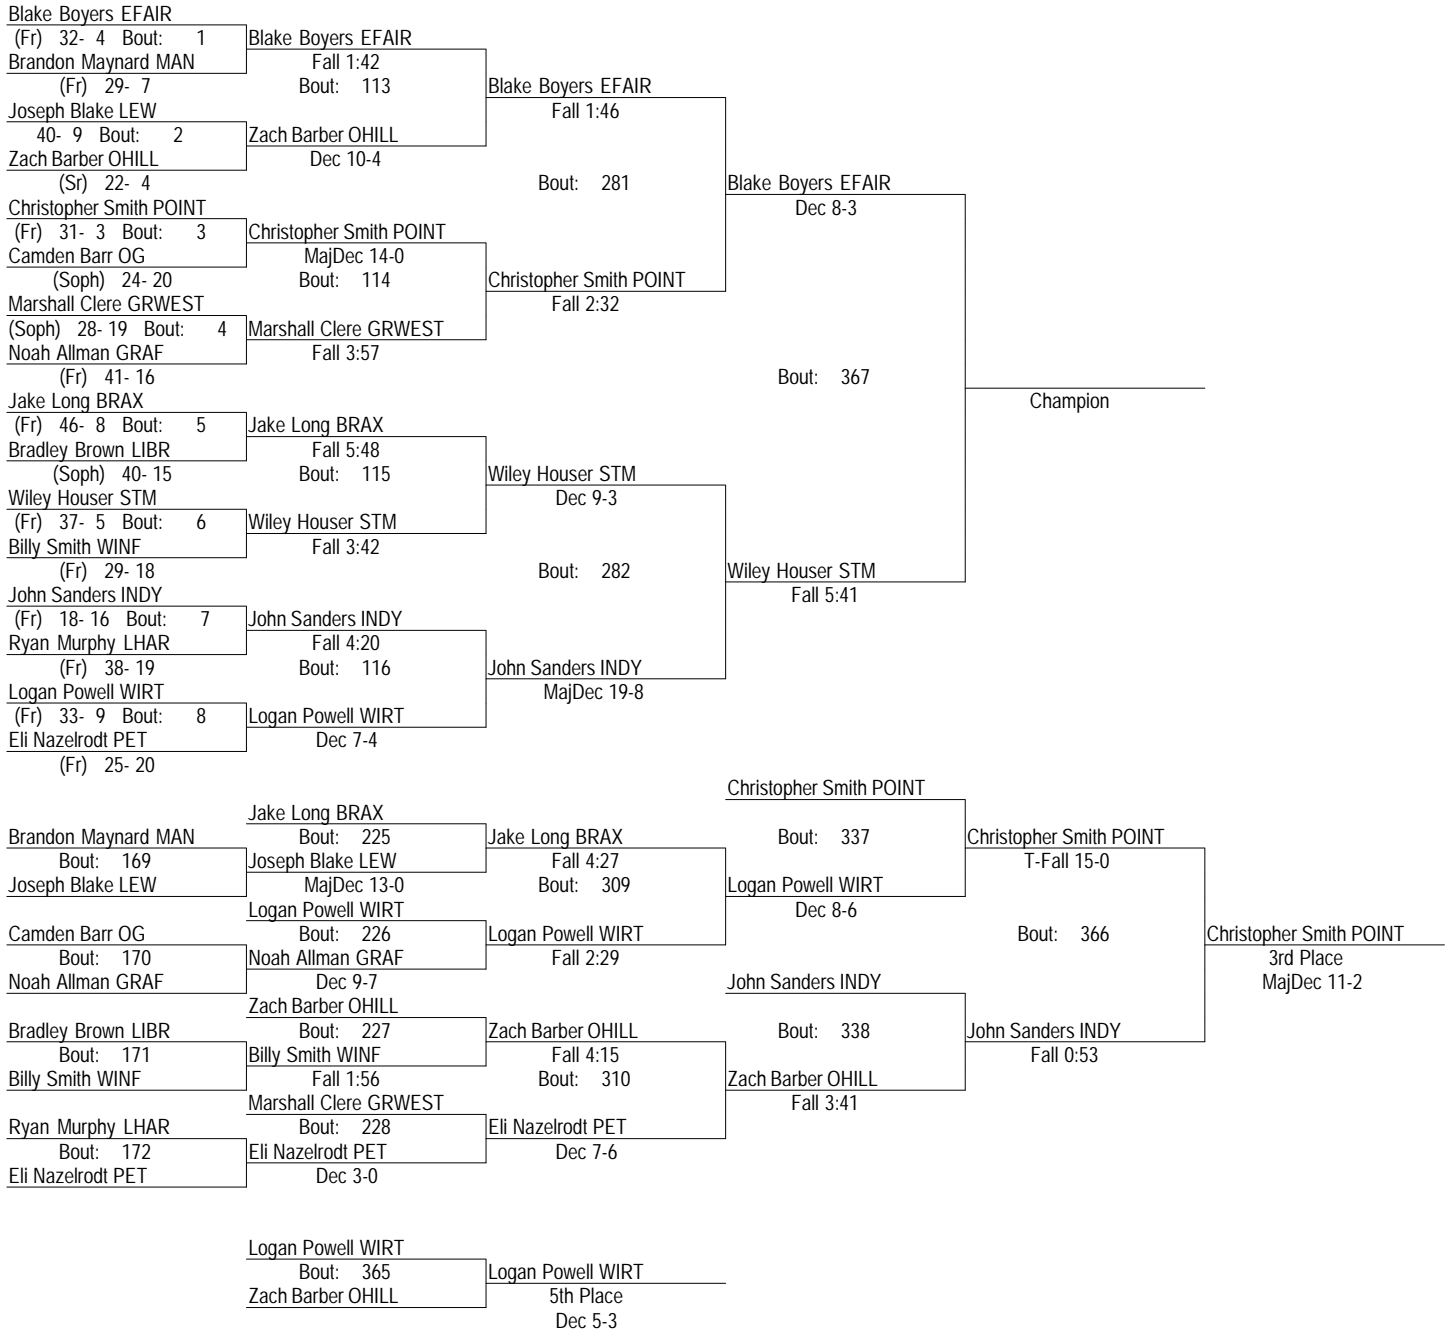 Blake Boyers EFAIR
(Fr) 32- 4 Bout: 1 Blake Boyers EFAIR
Brandon Maynard MAN Fall 1:42
(Fr) 29- 7 Bout: 113 Blake Boyers EFAIR
Joseph Blake LEW Fall 1:46
40- 9 Bout: 2 Zach Barber OHILL
Zach Barber OHILL Dec 10-4
(Sr) 22- 4 Bout: 281 Blake Boyers EFAIR
Christopher Smith POINT Dec 8-3
(Fr) 31- 3 Bout: 3 Christopher Smith POINT
Camden Barr OG MajDec 14-0
(Soph) 24- 20 Bout: 114 Christopher Smith POINT
Marshall Clere GRWEST Fall 2:32
(Soph) 28- 19 Bout: 4 Marshall Clere GRWEST
Noah Allman GRAF Fall 3:57
(Fr) 41- 16 Bout: 367
Jake Long BRAX Champion
(Fr) 46- 8 Bout: 5 Jake Long BRAX
Bradley Brown LIBR Fall 5:48
(Soph) 40- 15 Bout: 115 Wiley Houser STM
Wiley Houser STM Dec 9-3
(Fr) 37- 5 Bout: 6 Wiley Houser STM
Billy Smith WINF Fall 3:42
(Fr) 29- 18 Bout: 282 Wiley Houser STM
John Sanders INDY Fall 5:41
(Fr) 18- 16 Bout: 7 John Sanders INDY
Ryan Murphy LHAR Fall 4:20
(Fr) 38- 19 Bout: 116 John Sanders INDY
Logan Powell WIRT MajDec 19-8
(Fr) 33- 9 Bout: 8 Logan Powell WIRT
Eli Nazelrodt PET Dec 7-4
(Fr) 25- 20
Christopher Smith POINT
Jake Long BRAX
Brandon Maynard MAN Bout: 225 Jake Long BRAX Bout: 337 Christopher Smith POINT
Bout: 169 Joseph Blake LEW Fall 4:27 T-Fall 15-0
Joseph Blake LEW MajDec 13-0 Bout: 309 Logan Powell WIRT
Logan Powell WIRT Dec 8-6
Camden Barr OG Bout: 226 Logan Powell WIRT Bout: 366 Christopher Smith POINT
Bout: 170 Noah Allman GRAF Fall 2:29 3rd Place
Noah Allman GRAF Dec 9-7 John Sanders INDY MajDec 11-2
Zach Barber OHILL
Bradley Brown LIBR Bout: 227 Zach Barber OHILL Bout: 338 John Sanders INDY
Bout: 171 Billy Smith WINF Fall 4:15 Fall 0:53
Billy Smith WINF Fall 1:56 Bout: 310 Zach Barber OHILL
Marshall Clere GRWEST Fall 3:41
Ryan Murphy LHAR Bout: 228 Eli Nazelrodt PET
Bout: 172 Eli Nazelrodt PET Dec 7-6
Eli Nazelrodt PET Dec 3-0
Logan Powell WIRT
Bout: 365 Logan Powell WIRT
Zach Barber OHILL 5th Place
Dec 5-3